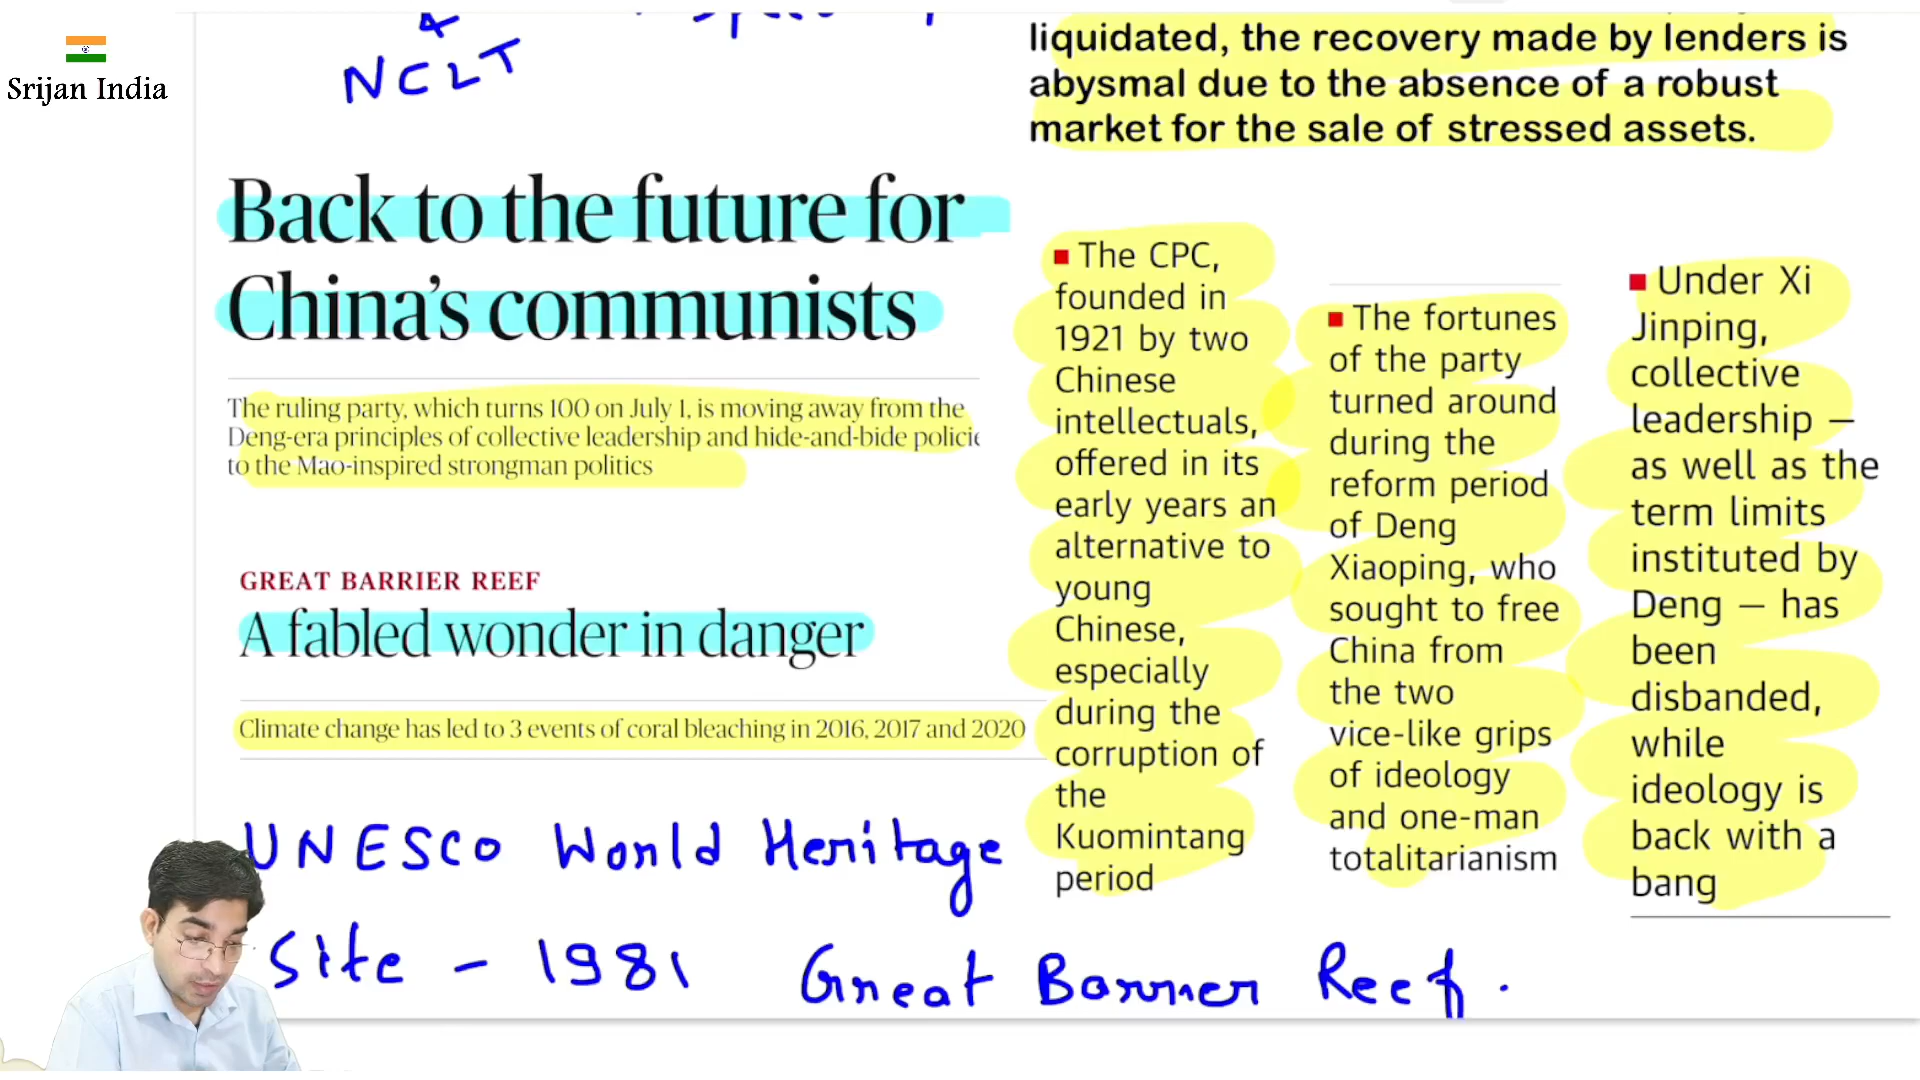 Srijan India
NCLT
liquidated, the recovery made by lenders is
abysmal due to the absence of a robust
market for the sale of stressed assets.
Back to the future for
China’s communists
The ruling party, which turns 100 on July 1, is moving away from the
Deng-era principles of collective leadership and hide-and-bide
to the Mao-inspired strongman politics
GREAT BARRIER REEF
A fabled wonder in danger
Climate change has led to 3 events of coral bleaching in 2016, 2017 and 2020
UNESCO World Heritage
Site - 1981 Great Barrier Reef.
The CPC,
founded in
1921 by two
Chinese
intellectuals,
offered in its
early years an
alternative to
young
Chinese,
especially
during the
corruption of
the
Kuomintang
period
The fortunes
of the party
turned around
during the
reform period
of Deng
Xiaoping, who
sought to free
China from
the two
vice-like grips
of ideology
and one-man
totalitarianism
Under Xi
Jinping,
collective
leadership —
as well as the
term limits
instituted by
Deng — has
been
disbanded,
while
ideology is
back with a
bang